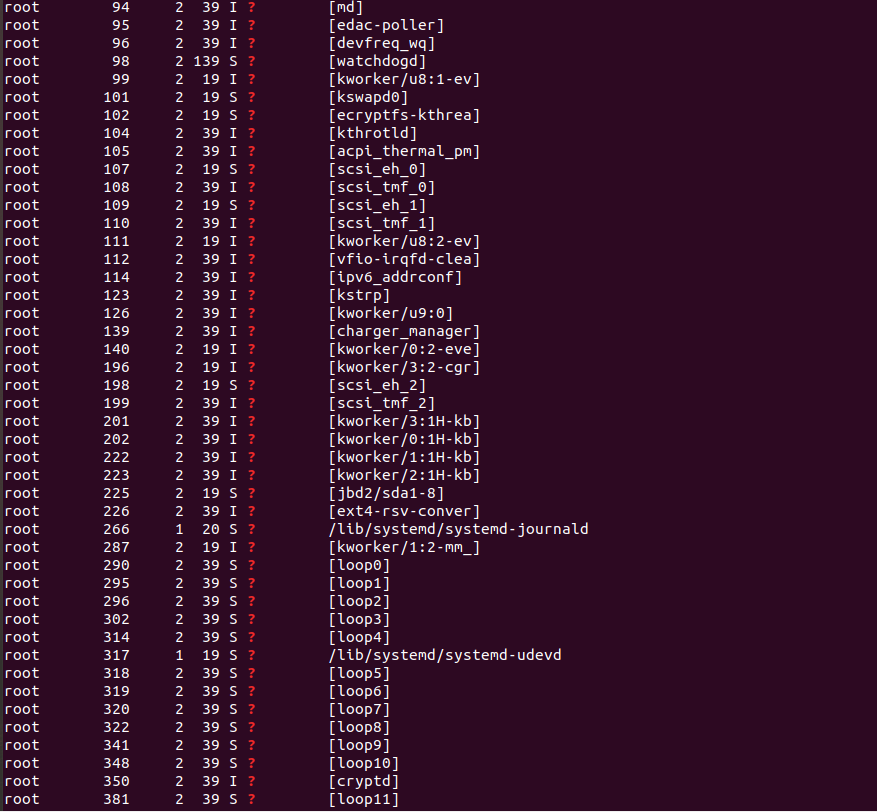 root 94 2 39 I ? [md]
root 95 2 39 I ? [edac-poller]
root 96 2 39 I ? [devfreq_wq]
root 98 2 139 S ? [watchdogd]
root 99 2 19 I ? [kworker/u8:1-ev]
root 101 2 19 S ? [kswapd0]
root 102 2 19 S ? [ecryptfs-kthrea]
root 104 2 39 I ? [kthrotld]
root 105 2 39 I ? [acpi_thermal_pm]
root 107 2 19 S ? [scsi_eh_0]
root 108 2 39 I ? [scsi_tmf_0]
root 109 2 19 S ? [scsi_eh_1]
root 110 2 39 I ? [scsi_tmf_1]
root 111 2 19 I ? [kworker/u8:2-ev]
root 112 2 39 I ? [vfio-irqfd-clea]
root 114 2 39 I ? [ipv6_addrconf]
root 123 2 39 I ? [kstrp]
root 126 2 39 I ? [kworker/u9:0]
root 139 2 39 I ? [charger_manager]
root 140 2 19 I ? [kworker/0:2-eve]
root 196 2 19 I ? [kworker/3:2-cgr]
root 198 2 19 S ? [scsi_eh_2]
root 199 2 39 I ? [scsi_tmf_2]
root 201 2 39 I ? [kworker/3:1H-kb]
root 202 2 39 I ? [kworker/0:1H-kb]
root 222 2 39 I ? [kworker/1:1H-kb]
root 223 2 39 I ? [kworker/2:1H-kb]
root 225 2 19 S ? [jbd2/sda1-8]
root 226 2 39 I ? [ext4-rsv-conver]
root 266 1 20 S ? /lib/systemd/systemd-journald
root 287 2 19 I ? [kworker/1:2-mm_]
root 290 2 39 S ? [loop0]
root 295 2 39 S ? [loop1]
root 296 2 39 S ? [loop2]
root 302 2 39 S ? [loop3]
root 314 2 39 S ? [loop4]
root 317 1 19 S ? /lib/systemd/systemd-udevd
root 318 2 39 S ? [loop5]
root 319 2 39 S ? [loop6]
root 320 2 39 S ? [loop7]
root 322 2 39 S ? [loop8]
root 341 2 39 S ? [loop9]
root 348 2 39 S ? [loop10]
root 350 2 39 I ? [cryptd]
root 381 2 39 S ? [loop11]